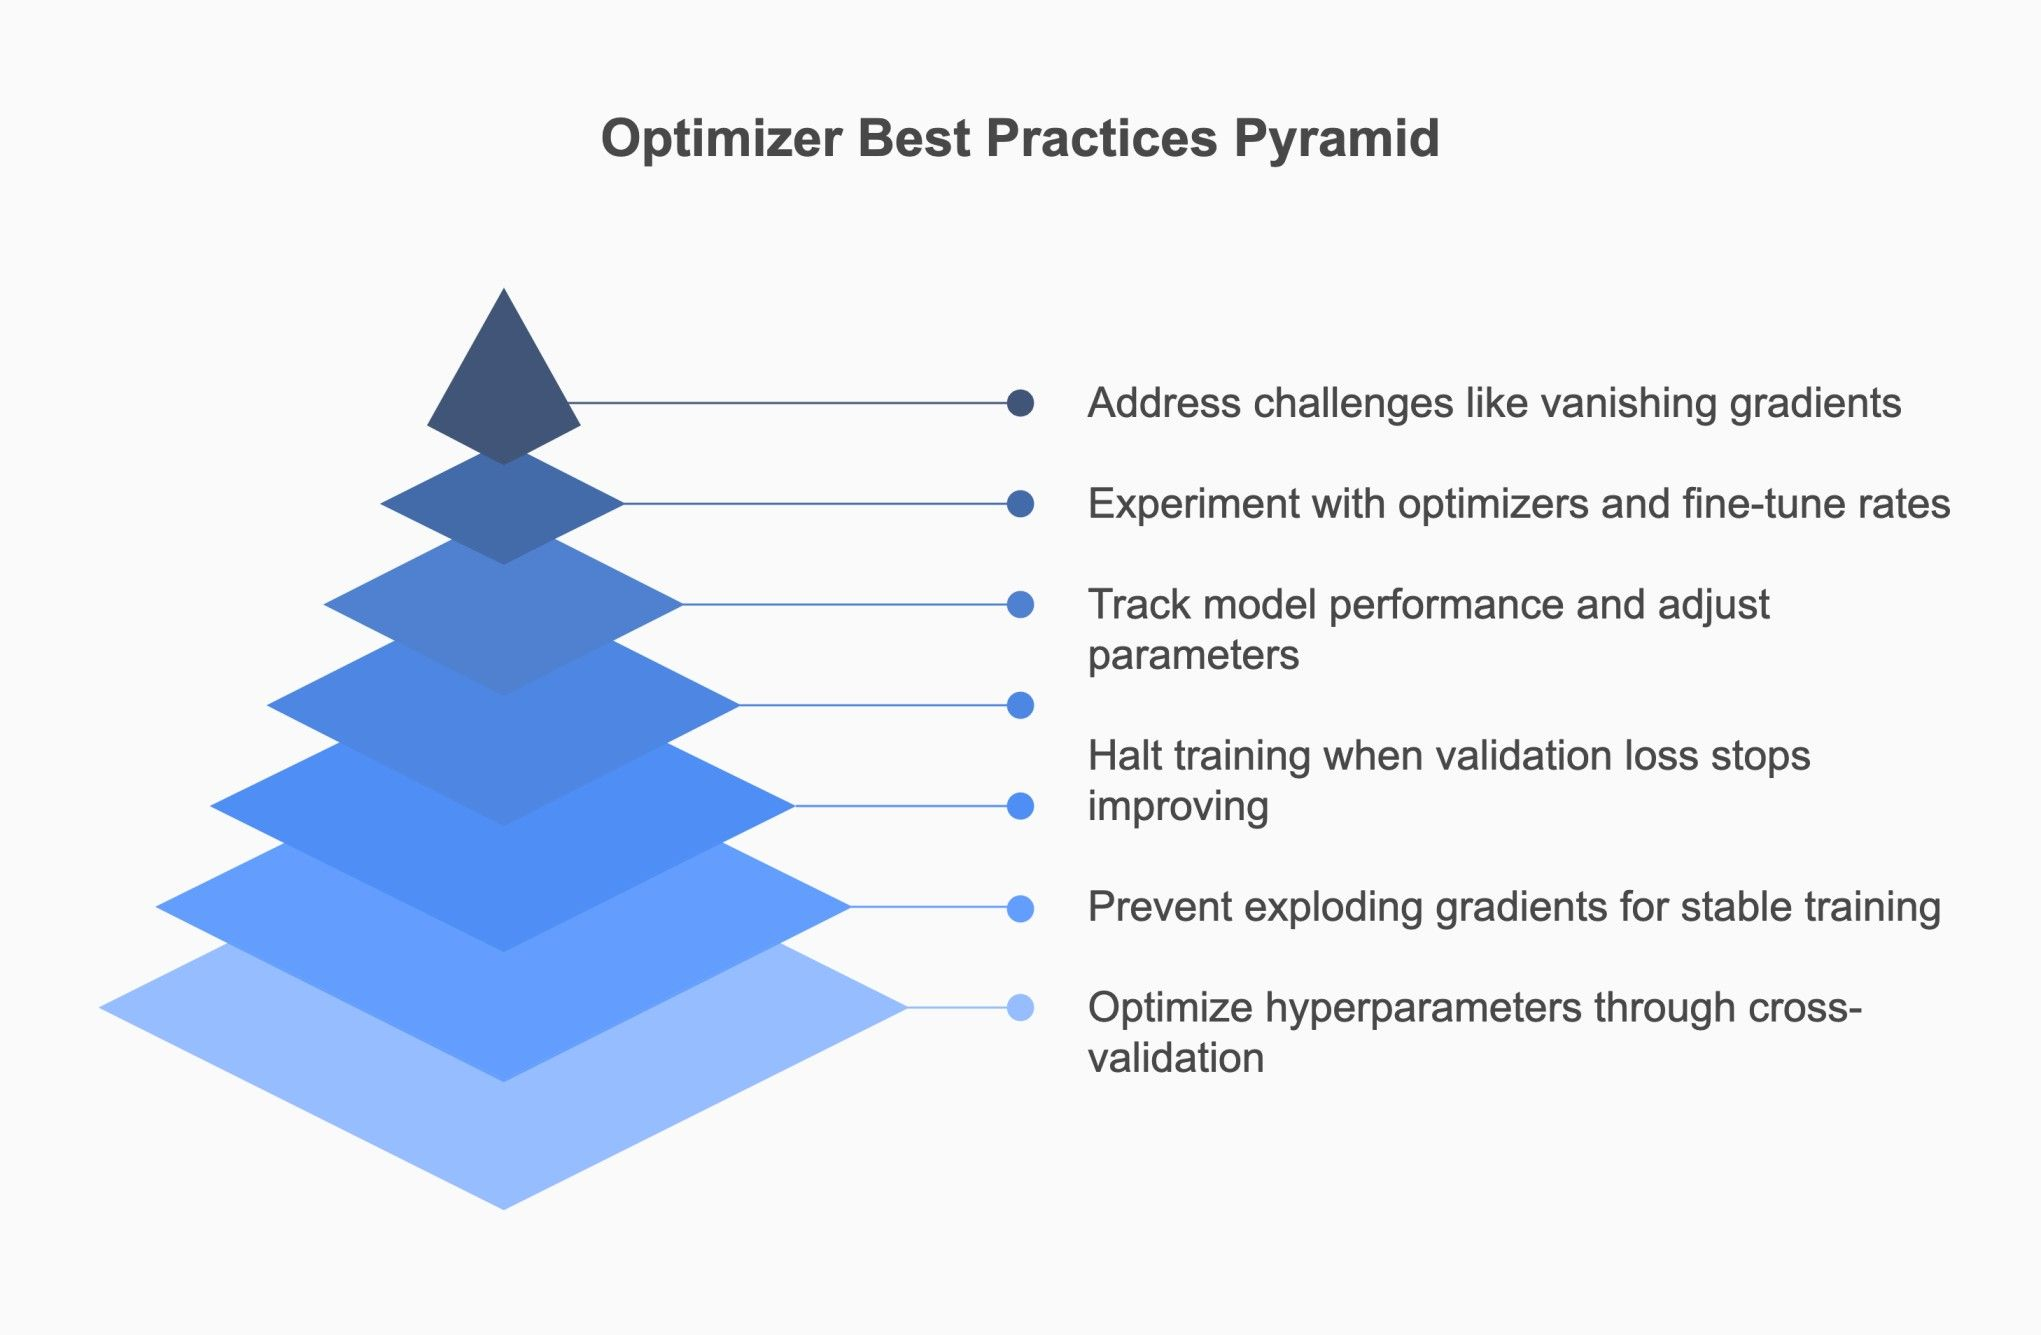 Optimizer Best Practices Pyramid
Address challenges like vanishing gradients
Experiment with optimizers and fine-tune rates
Track model performance and adjust
parameters
Halt training when validation loss stops
improving
Prevent exploding gradients for stable training
Optimize hyperparameters through cross-
validation